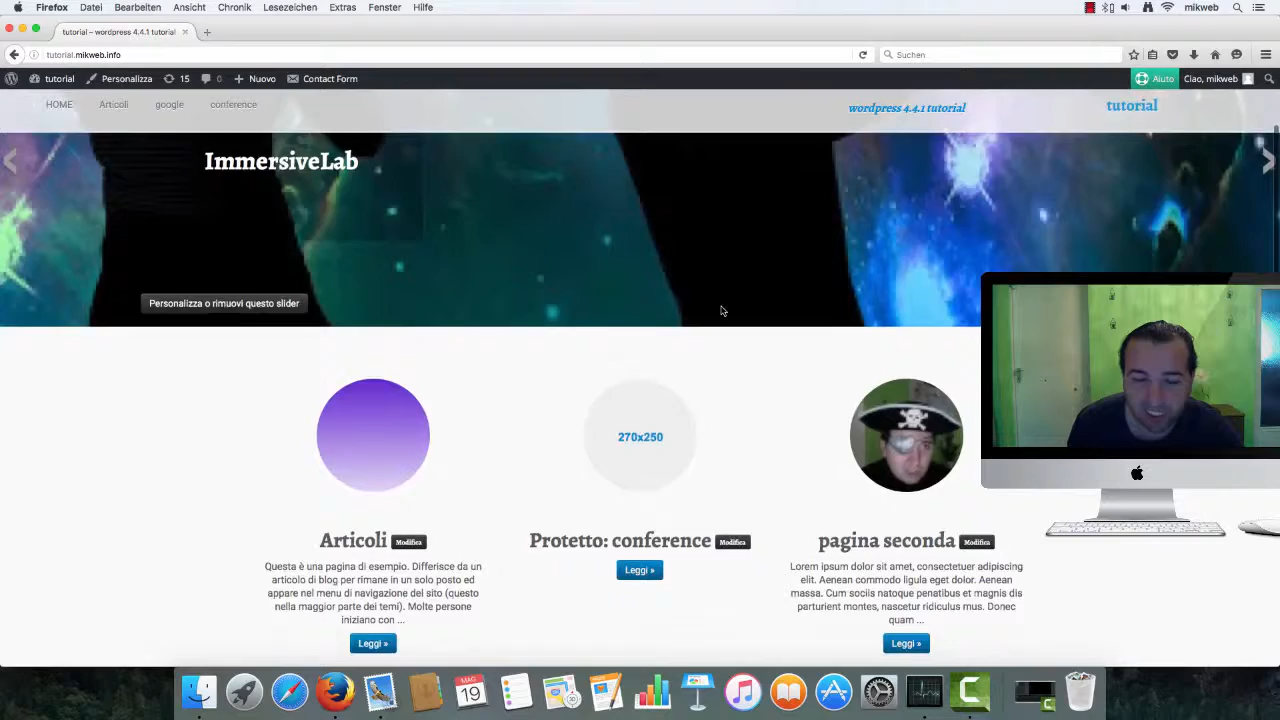 Firefox Datei Bearbeiten Ansicht Chronik Lesezeichen Extras Fenster Hilfe mikweb
tutorial – wordpress 4.4.1 tutorial
tutorial.mikweb.info Suchen
tutorial Personalizza 15 0 Nuovo Contact Form Aiuto Ciao, mikweb
HOME Articoli google conference wordpress 4.4.1 tutorial tutorial
ImmersiveLab
Personalizza o rimuovi questo slider
270x250
Articoli Modifica
Questa è una pagina di esempio. Differisce da un
articolo di blog per rimane in un solo posto ed
appare nel menu di navigazione del sito (questo
nella maggior parte dei temi). Molte persone
iniziano con ...
Leggi »
Protetto: conference Modifica
Leggi »
pagina seconda Modifica
Lorem ipsum dolor sit amet, consectetuer adipiscing
elit. Aenean commodo ligula eget dolor. Aenean
massa. Cum sociis natoque penatibus et magnis dis
parturient montes, nascetur ridiculus mus. Donec
quam ...
Leggi »
MAG
19